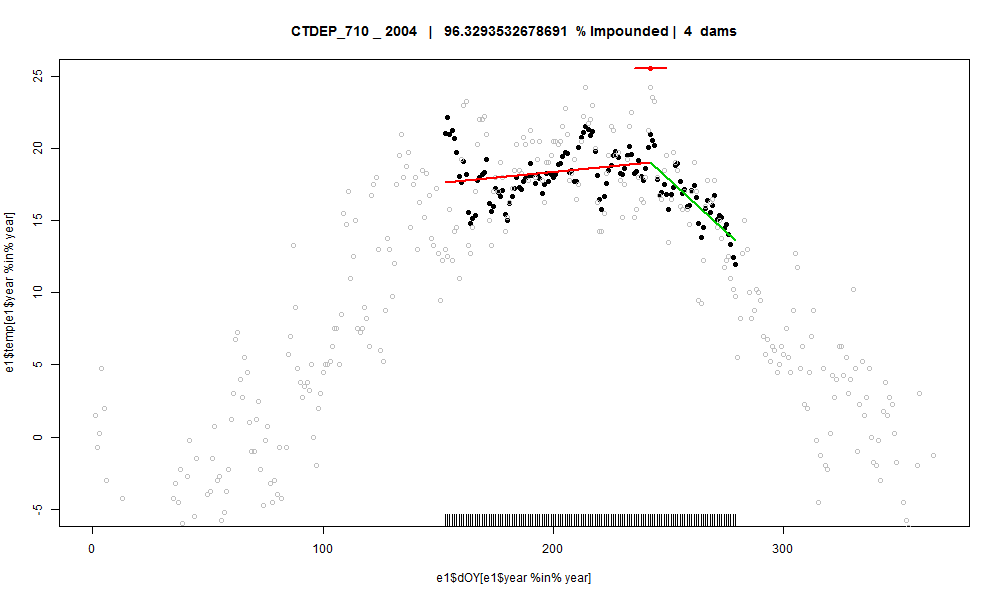 CTDEP_710 _ 2004 | 96.3293532678691 % Impounded | 4 dams
e1$temp[e1$year %in% year]
25
20
15
10
5
0
-5
0 100 200 300
e1$dOY[e1$year %in% year]